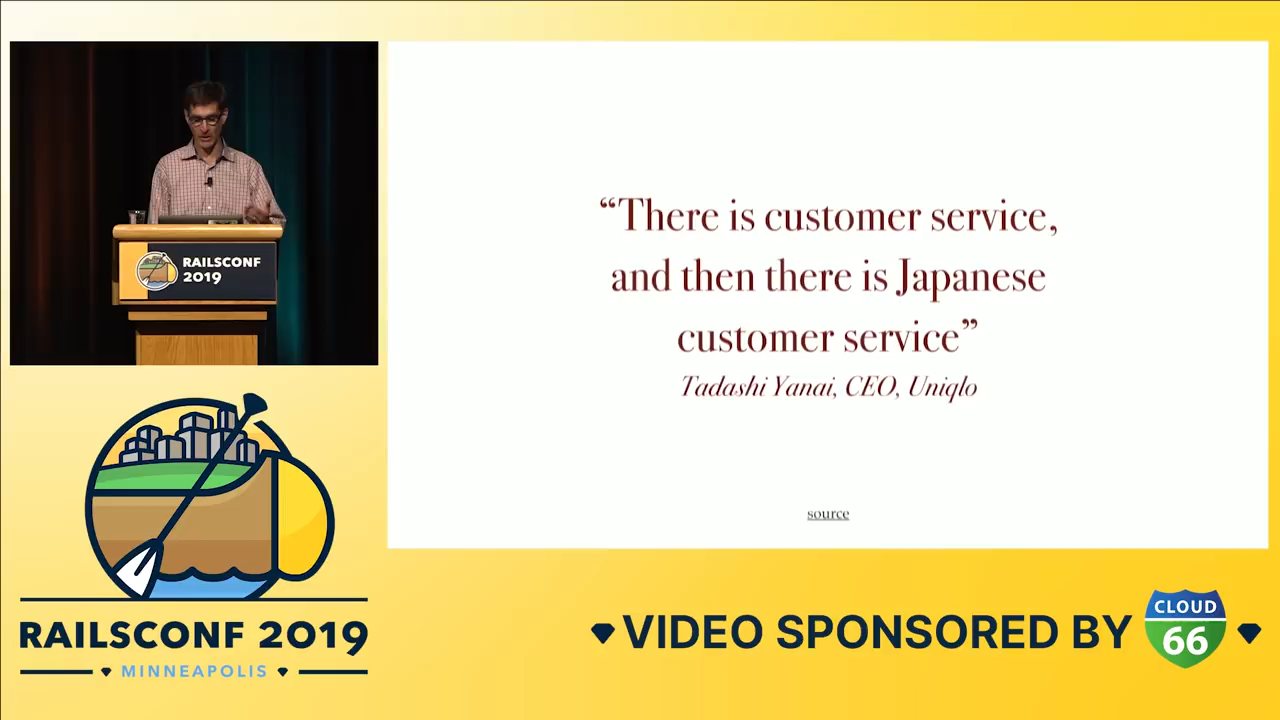 RAILSCONF
2019
“There is customer service,
and then there is Japanese
customer service”
Tadashi Yanai, CEO, Uniqlo
source
RAILSCONF 2019
MINNEAPOLIS
VIDEO SPONSORED BY
CLOUD
66